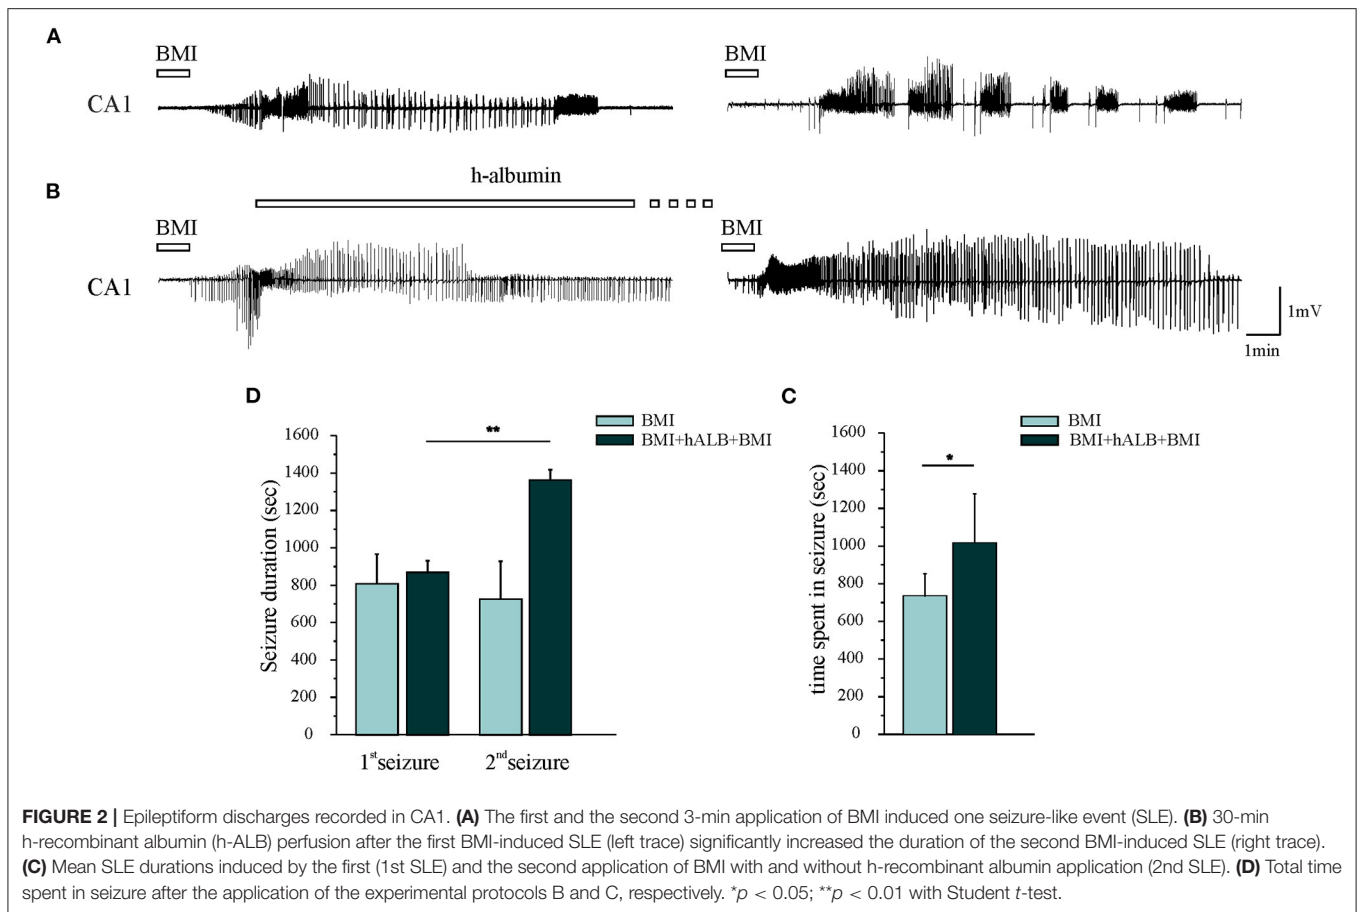 A
BMI
BMI
CA1
h-albumin
B
BMI
BMI
CA1
1mV
1min
D
BMI
BMI+hALB+BMI
**
Seizure duration (sec)
1600
1400
1200
1000
800
600
400
200
0
1st seizure
2nd seizure
C
BMI
BMI+hALB+BMI
*
time spent in seizure (sec)
1600
1400
1200
1000
800
600
400
200
0
FIGURE 2 | Epileptiform discharges recorded in CA1. (A) The first and the second 3-min application of BMI induced one seizure-like event (SLE). (B) 30-min
h-recombinant albumin (h-ALB) perfusion after the first BMI-induced SLE (left trace) significantly increased the duration of the second BMI-induced SLE (right trace).
(C) Mean SLE durations induced by the first (1st SLE) and the second application of BMI with and without h-recombinant albumin application (2nd SLE). (D) Total time
spent in seizure after the application of the experimental protocols B and C, respectively. *p < 0.05; **p < 0.01 with Student t-test.